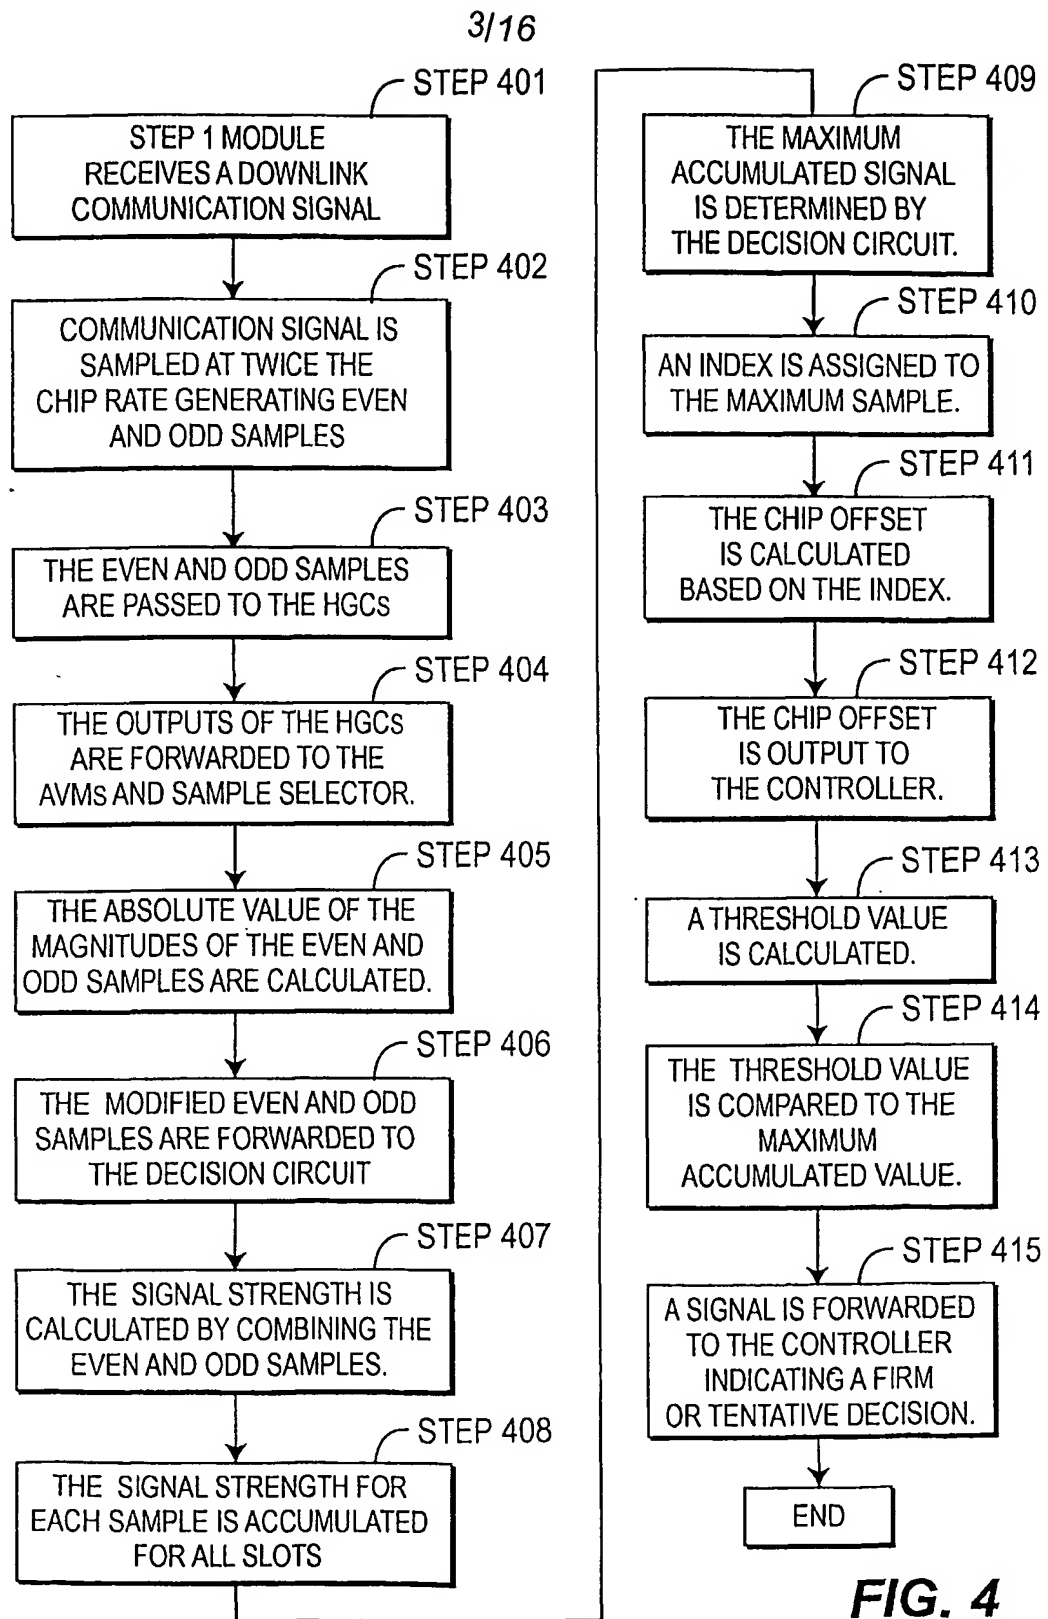 3/16
STEP 401
STEP 1 MODULE
RECEIVES A DOWNLINK
COMMUNICATION SIGNAL
STEP 402
COMMUNICATION SIGNAL IS
SAMPLED AT TWICE THE
CHIP RATE GENERATING EVEN
AND ODD SAMPLES
STEP 403
THE EVEN AND ODD SAMPLES
ARE PASSED TO THE HGCs
STEP 404
THE OUTPUTS OF THE HGCs
ARE FORWARDED TO THE
AVMs AND SAMPLE SELECTOR.
STEP 405
THE ABSOLUTE VALUE OF THE
MAGNITUDES OF THE EVEN AND
ODD SAMPLES ARE CALCULATED.
STEP 406
THE MODIFIED EVEN AND ODD
SAMPLES ARE FORWARDED TO
THE DECISION CIRCUIT
STEP 407
THE SIGNAL STRENGTH IS
CALCULATED BY COMBINING THE
EVEN AND ODD SAMPLES.
STEP 408
THE SIGNAL STRENGTH FOR
EACH SAMPLE IS ACCUMULATED
FOR ALL SLOTS
STEP 409
THE MAXIMUM
ACCUMULATED SIGNAL
IS DETERMINED BY
THE DECISION CIRCUIT.
STEP 410
AN INDEX IS ASSIGNED TO
THE MAXIMUM SAMPLE.
STEP 411
THE CHIP OFFSET
IS CALCULATED
BASED ON THE INDEX.
STEP 412
THE CHIP OFFSET
IS OUTPUT TO
THE CONTROLLER.
STEP 413
A THRESHOLD VALUE
IS CALCULATED.
STEP 414
THE THRESHOLD VALUE
IS COMPARED TO THE
MAXIMUM
ACCUMULATED VALUE.
STEP 415
A SIGNAL IS FORWARDED
TO THE CONTROLLER
INDICATING A FIRM
OR TENTATIVE DECISION.
END
FIG. 4